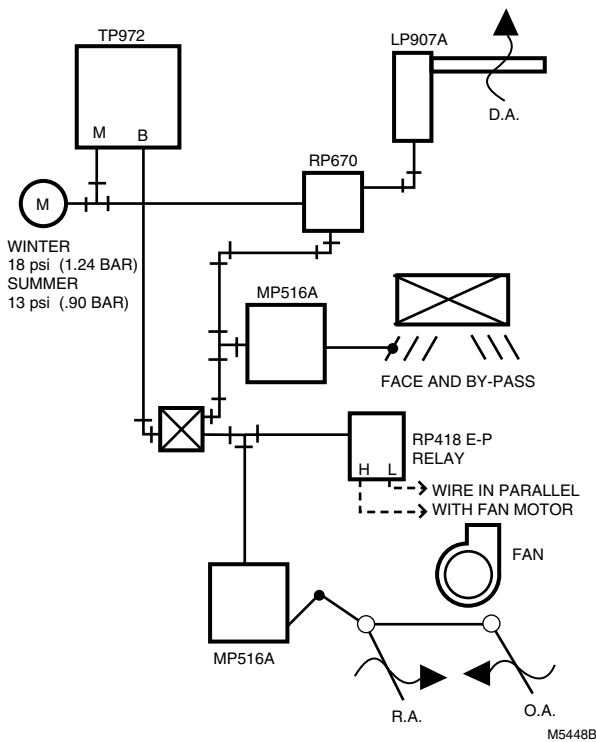 TP972
M B
LP907A
D.A.
RP670
M
WINTER
18 psi (1.24 BAR)
SUMMER
13 psi (.90 BAR)
MP516A
FACE AND BY-PASS
RP418 E-P
RELAY
H L
WIRE IN PARALLEL
WITH FAN MOTOR
FAN
MP516A
R.A.
O.A.
M5448B